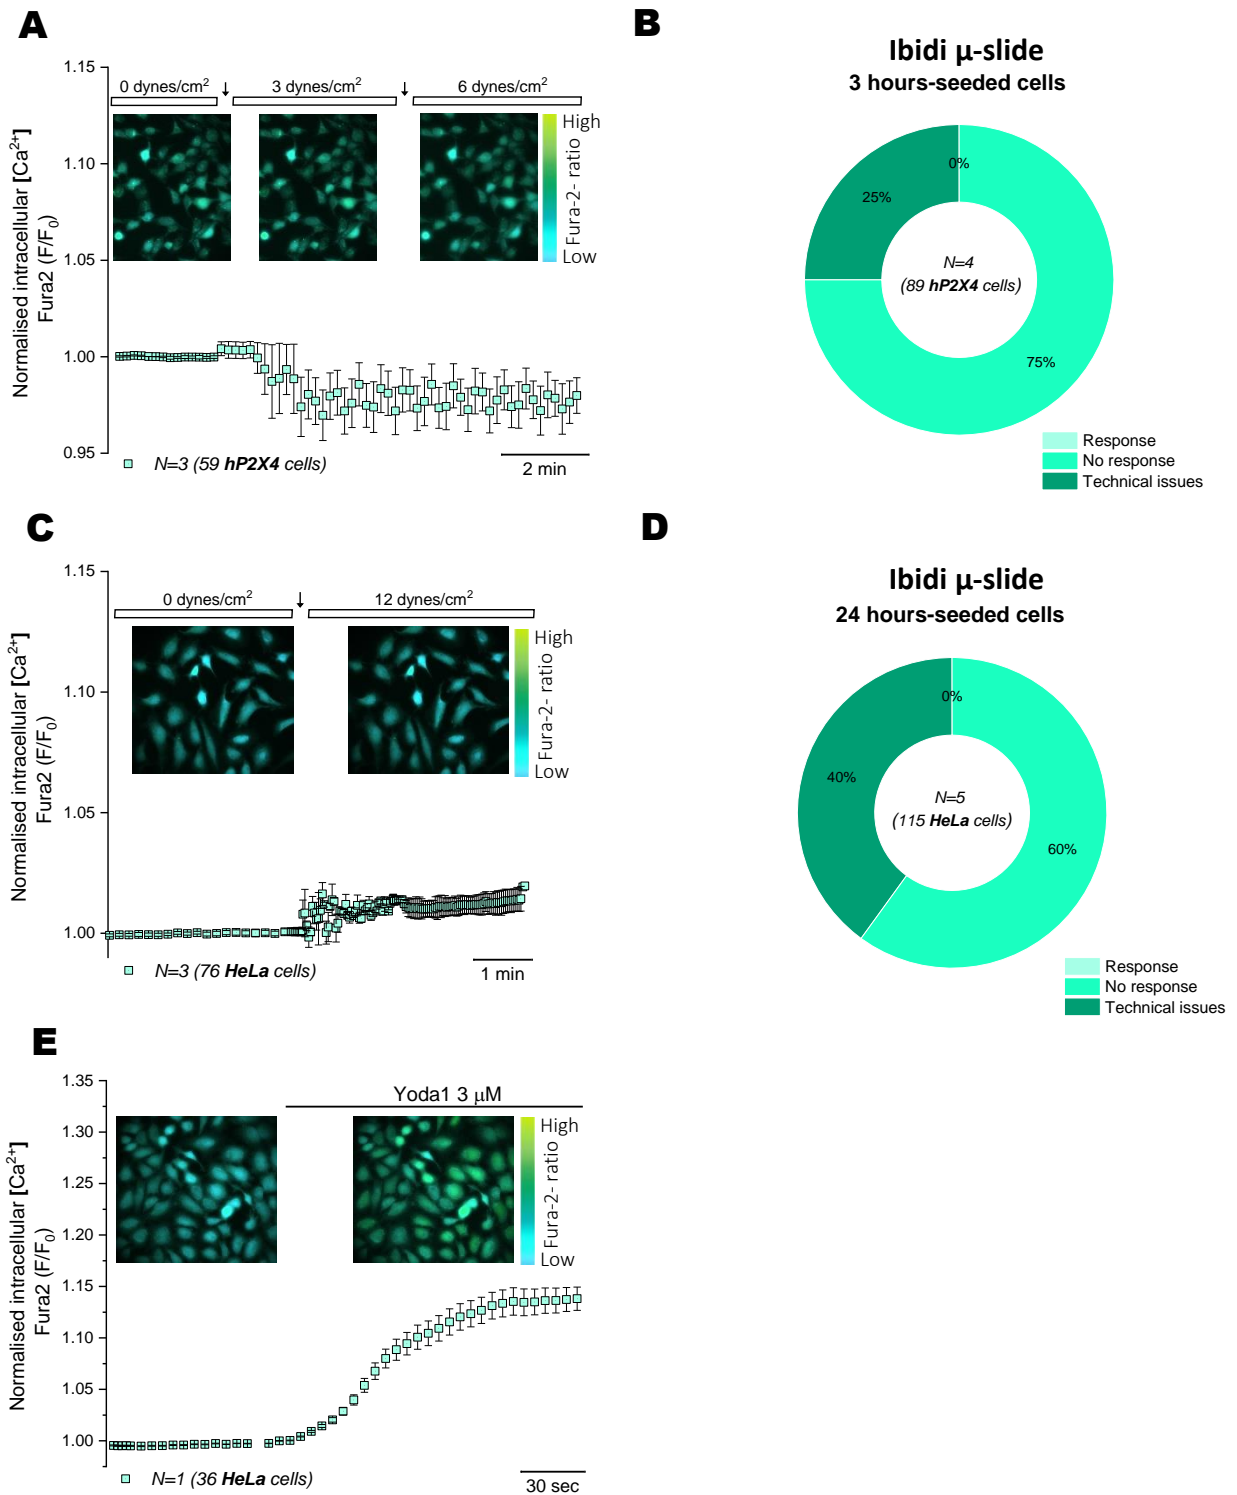 A
1.15
1.10
1.05
1.00
0.95
Normalised intracellular [Ca²⁺]
Fura2 (F/F₀)
0 dynes/cm²
↓
3 dynes/cm²
↓
6 dynes/cm²
High
Fura-2- ratio
Low
N=3 (59 hP2X4 cells)
2 min
B
Ibidi µ-slide
3 hours-seeded cells
0%
25%
75%
N=4
(89 hP2X4 cells)
Response
No response
Technical issues
C
1.15
1.10
1.05
1.00
Normalised intracellular [Ca²⁺]
Fura2 (F/F₀)
0 dynes/cm²
↓
12 dynes/cm²
High
Fura-2- ratio
Low
N=3 (76 HeLa cells)
1 min
D
Ibidi µ-slide
24 hours-seeded cells
0%
40%
60%
N=5
(115 HeLa cells)
Response
No response
Technical issues
E
1.35
1.30
1.25
1.20
1.15
1.10
1.05
1.00
Normalised intracellular [Ca²⁺]
Fura2 (F/F₀)
Yoda1 3 µM
High
Fura-2- ratio
Low
N=1 (36 HeLa cells)
30 sec